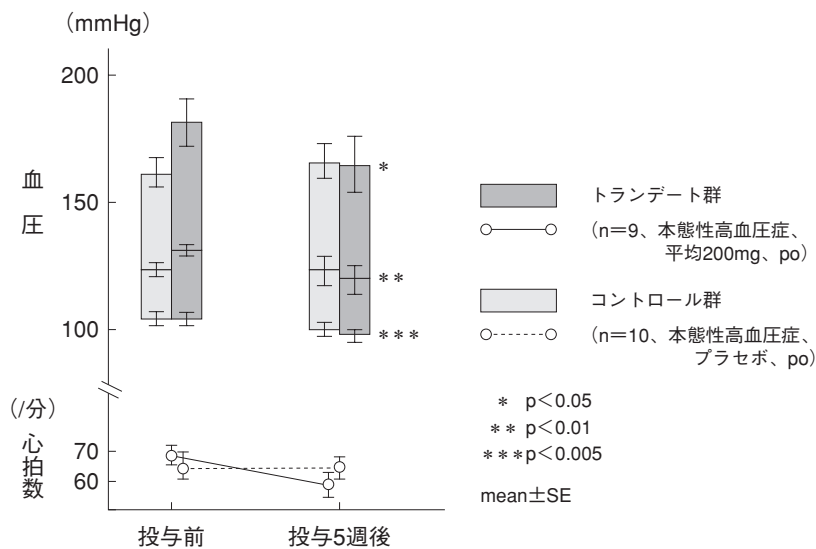 (mmHg)
200
150
100
血
圧
*
**
***
トランデート群
(n=9、本態性高血圧症、
平均200mg、po)
コントロール群
(n=10、本態性高血圧症、
プラセボ、po)
* p<0.05
** p<0.01
***p<0.005
mean±SE
(/分)
心
拍
数
70
60
投与前
投与5週後